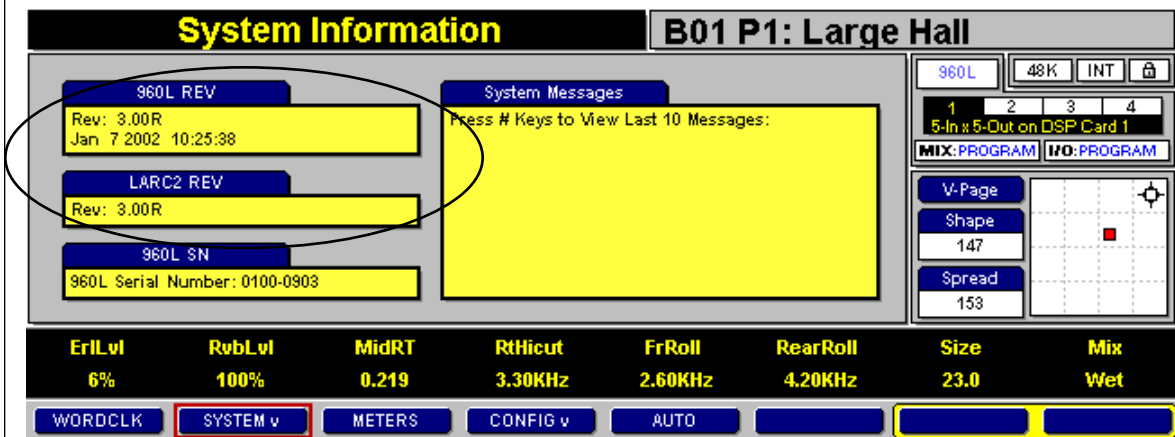 System Information
B01 P1: Large Hall
960L REV
Rev: 3.00R
Jan 7 2002 10:25:38
LARC2 REV
Rev: 3.00R
960L SN
960L Serial Number: 0100-0903
System Messages
Press # Keys to View Last 10 Messages:
960L
48K INT
1 2 3 4
5-In x 5-Out on DSP Card 1
MIX:PROGRAM I/O:PROGRAM
V-Page
Shape
147
Spread
153
ErlLvl RvbLvl MidRT RtHicut FrRoll RearRoll Size Mix
6% 100% 0.219 3.30KHz 2.60KHz 4.20KHz 23.0 Wet
WORDCLK SYSTEM v METERS CONFIG v AUTO